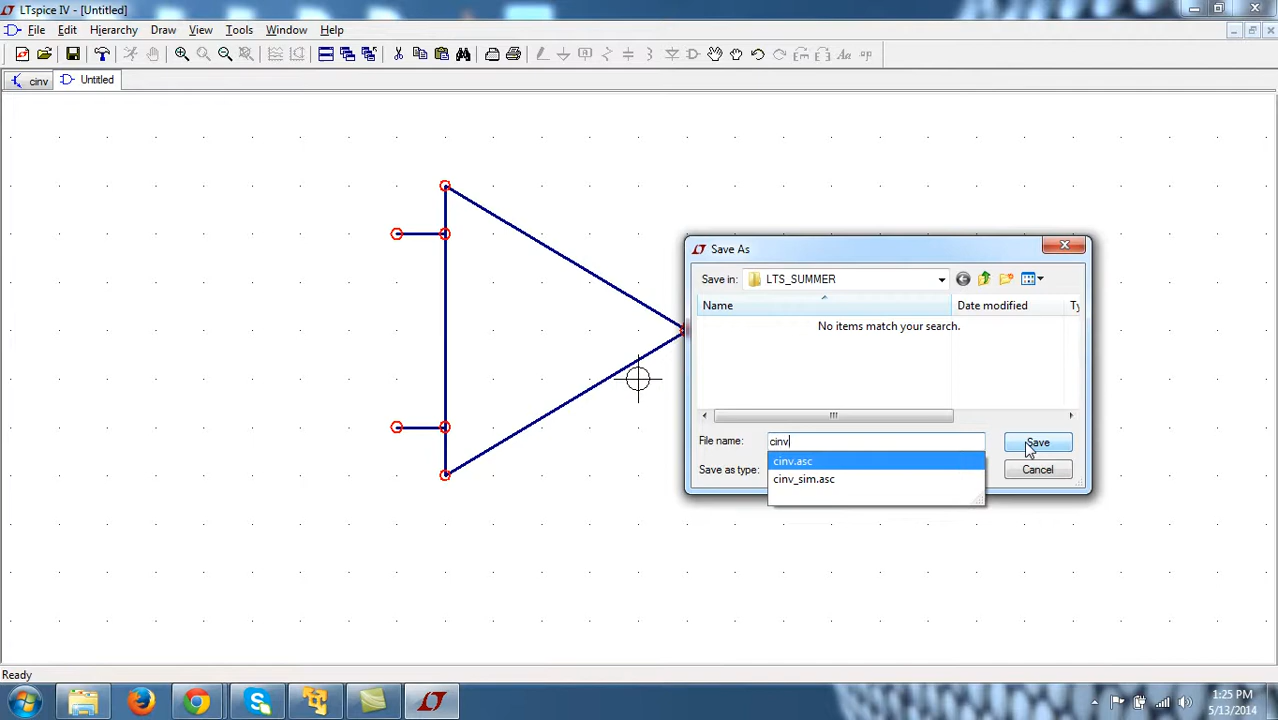 LTspice IV - [Untitled]
File Edit Hierarchy Draw View Tools Window Help
Aa
cinv Untitled
Save As
Save in: LTS_SUMMER
Name Date modified Ty
No items match your search.
File name: cinv Save
cinv.asc
Save as type: Cancel
cinv_sim.asc
Ready
1:25 PM
5/13/2014